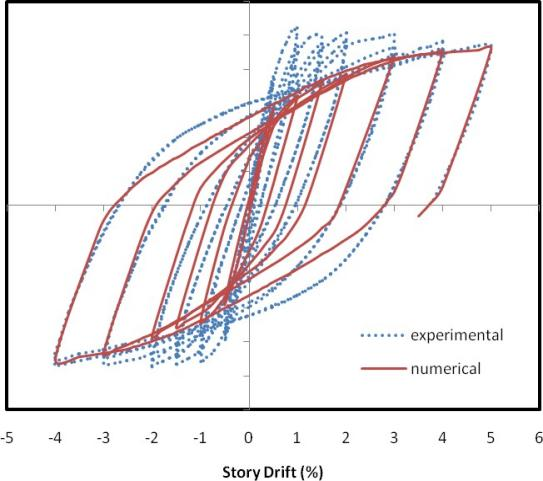 experimental
numerical
-5 -4 -3 -2 -1 0 1 2 3 4 5 6
Story Drift (%)